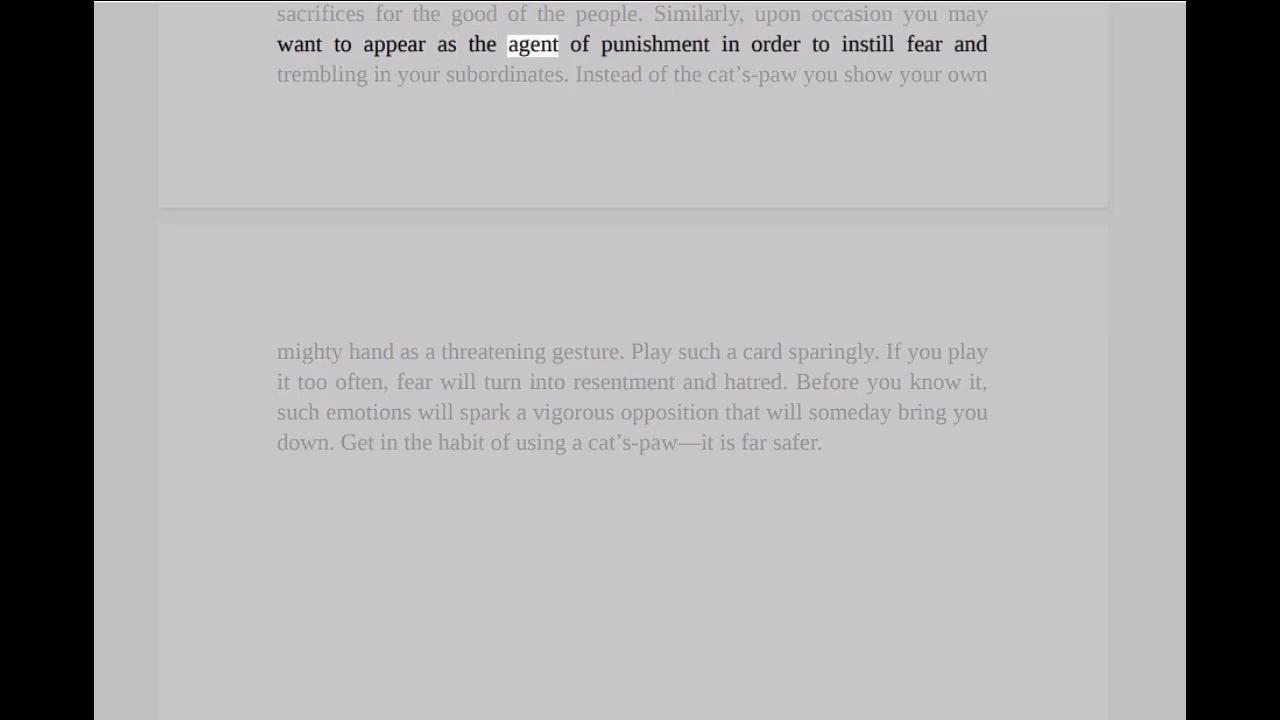 sacrifices for the good of the people. Similarly, upon occasion you may
want to appear as the agent of punishment in order to instill fear and
trembling in your subordinates. Instead of the cat’s-paw you show your own
mighty hand as a threatening gesture. Play such a card sparingly. If you play
it too often, fear will turn into resentment and hatred. Before you know it,
such emotions will spark a vigorous opposition that will someday bring you
down. Get in the habit of using a cat’s-paw—it is far safer.